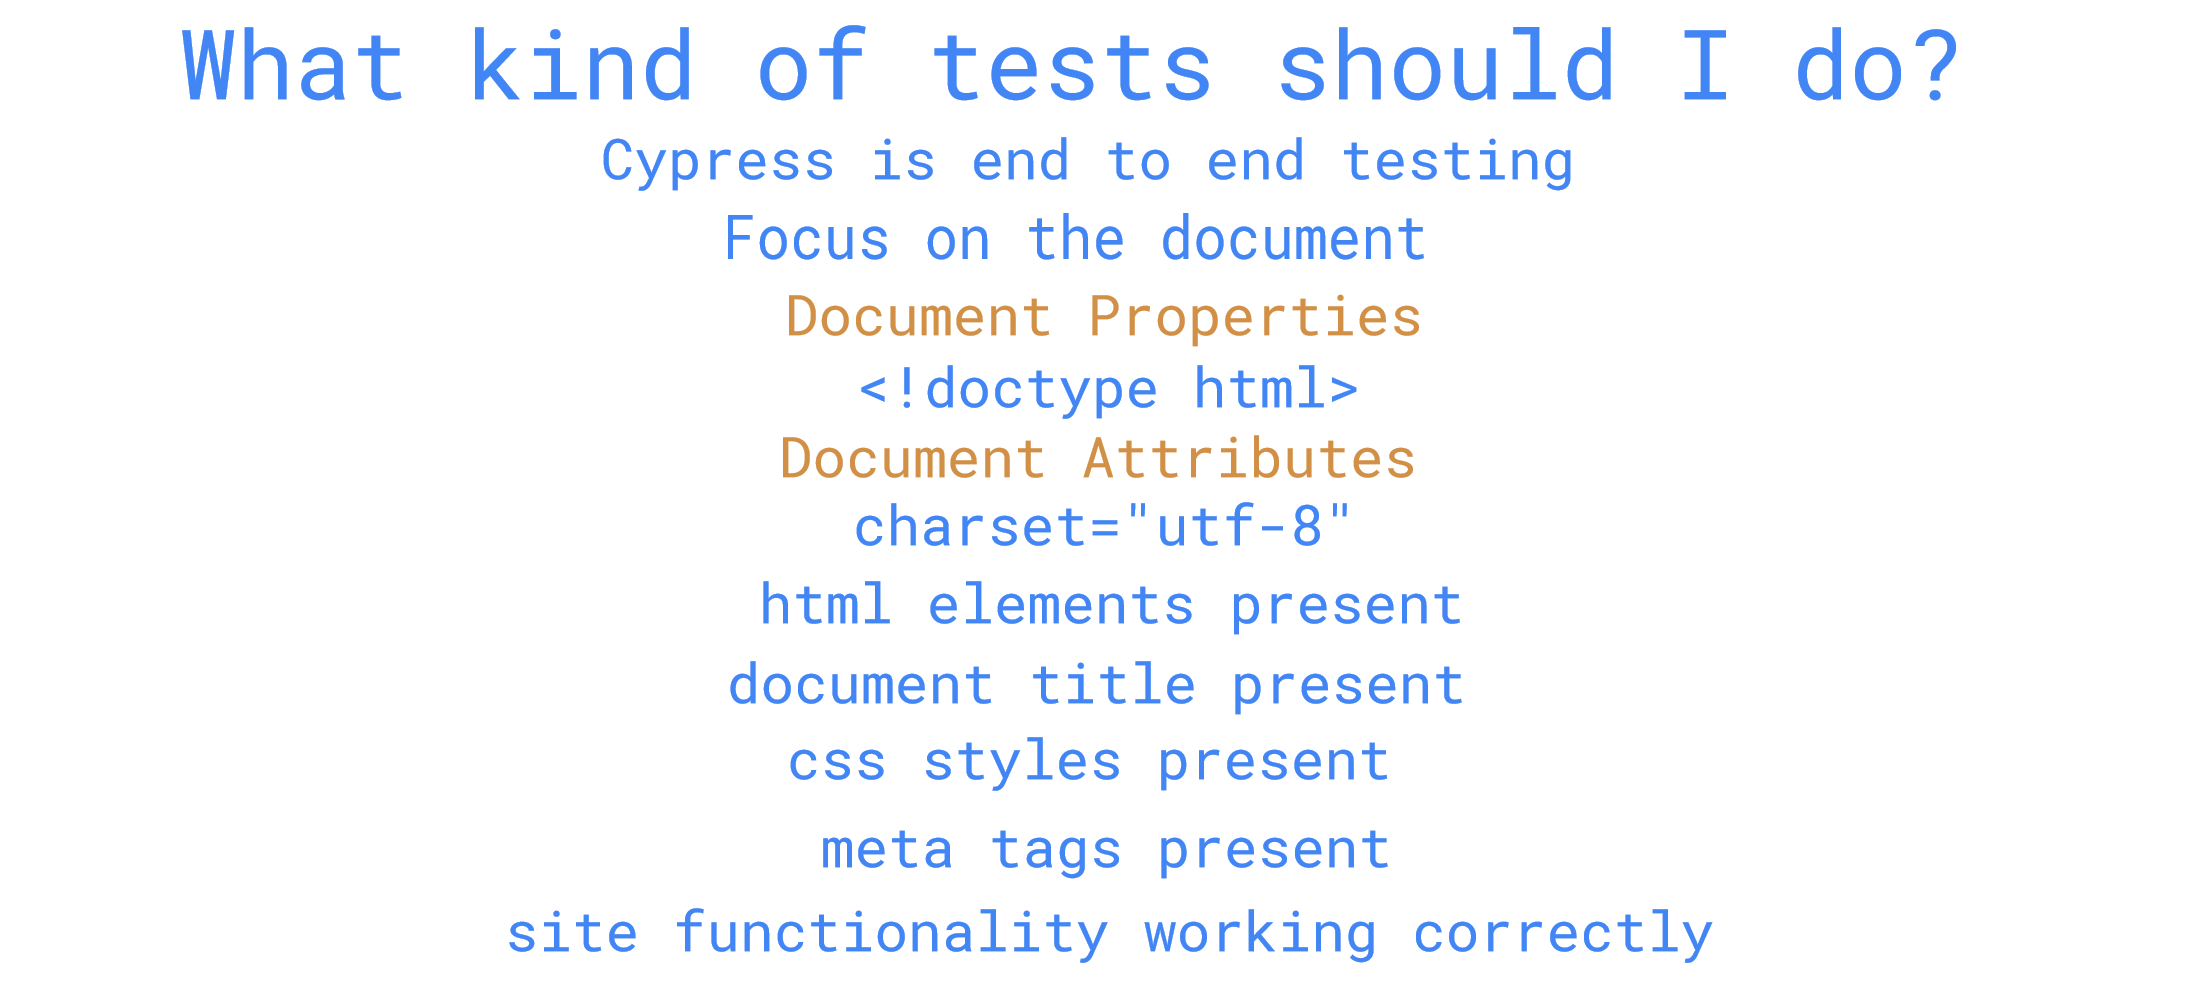 What kind of tests should I do?
Cypress is end to end testing
Focus on the document
Document Properties
<!doctype html>
Document Attributes
charset="utf-8"
html elements present
document title present
css styles present
meta tags present
site functionality working correctly